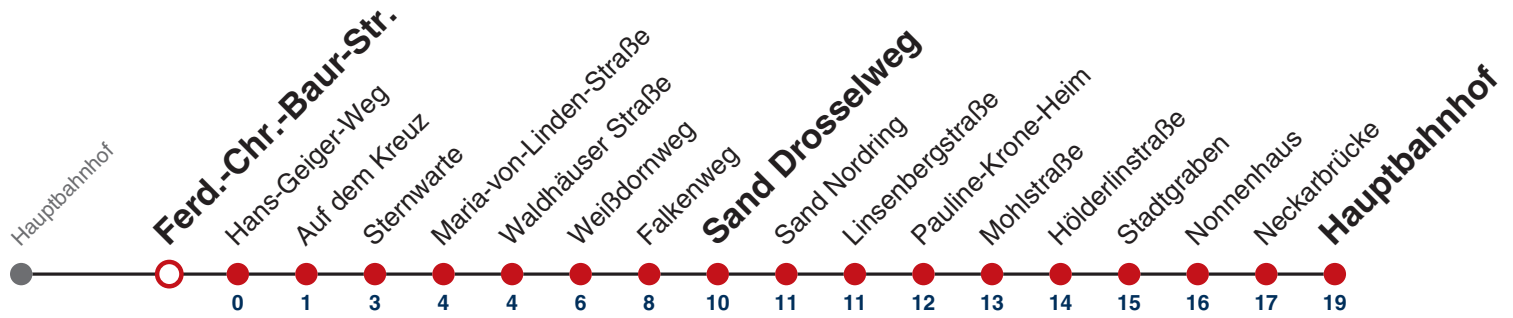 Hauptbahnhof
Ferd.-Chr.-Baur-Str.
Hans-Geiger-Weg
Auf dem Kreuz
Sternwarte
Maria-von-Linden-Straße
Waldhäuser Straße
Weißdornweg
Falkenweg
Sand Drosselweg
Sand Nordring
Linsenbergstraße
Pauline-Krone-Heim
Mohlstraße
Hölderlinstraße
Stadtgraben
Nonnenhaus
Neckarbrücke
Hauptbahnhof
0 1 3 4 4 6 8 10 11 11 12 13 14 15 16 17 19